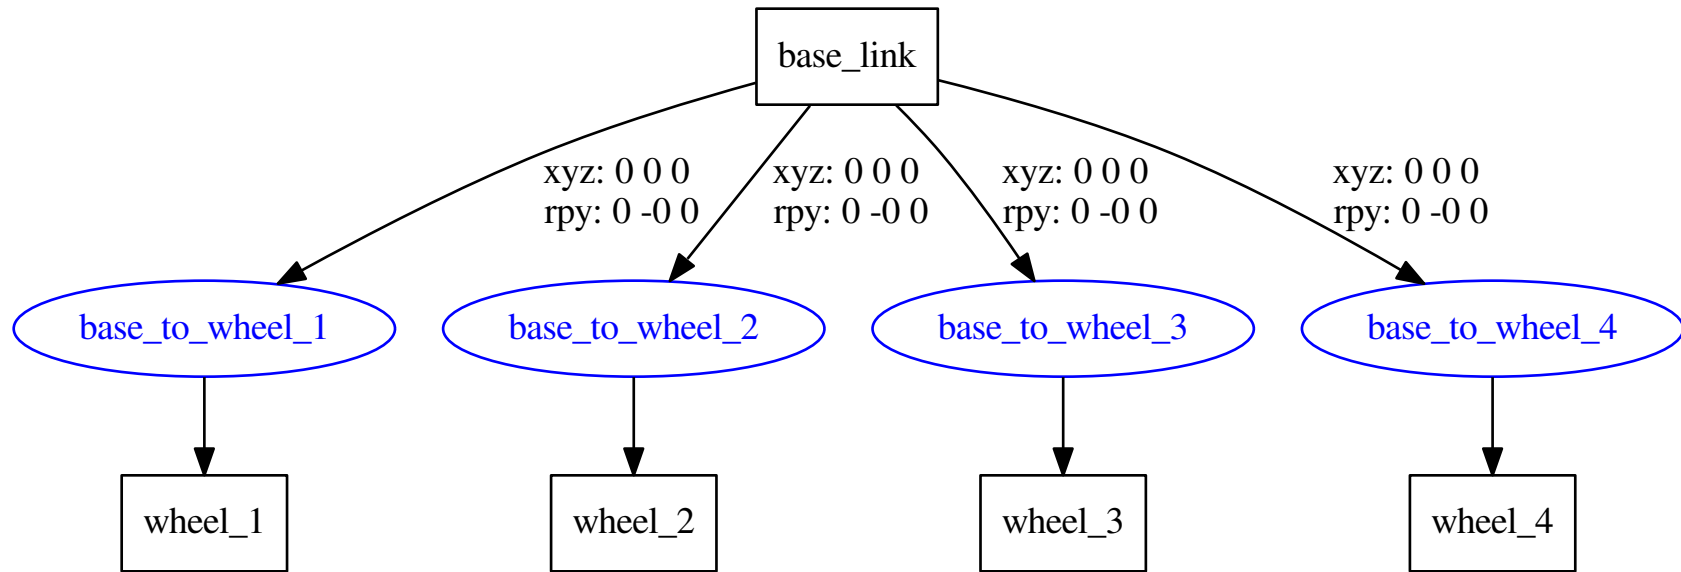 base_link
xyz: 0 0 0
rpy: 0 -0 0
xyz: 0 0 0
rpy: 0 -0 0
xyz: 0 0 0
rpy: 0 -0 0
xyz: 0 0 0
rpy: 0 -0 0
base_to_wheel_1
base_to_wheel_2
base_to_wheel_3
base_to_wheel_4
wheel_1
wheel_2
wheel_3
wheel_4